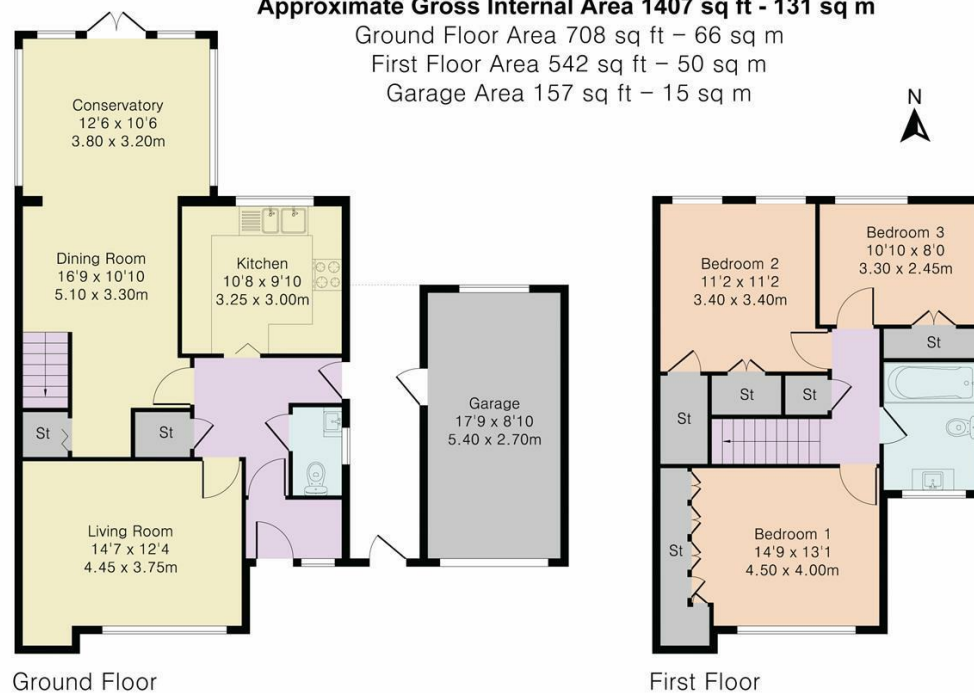 Approximate Gross Internal Area 1407 sq ft - 131 sq m
Ground Floor Area 708 sq ft – 66 sq m
First Floor Area 542 sq ft – 50 sq m
Garage Area 157 sq ft – 15 sq m
N
Conservatory
12'6 x 10'6
3.80 x 3.20m
Dining Room
16'9 x 10'10
5.10 x 3.30m
Kitchen
10'8 x 9'10
3.25 x 3.00m
St
St
Living Room
14'7 x 12'4
4.45 x 3.75m
Garage
17'9 x 8'10
5.40 x 2.70m
Ground Floor
Bedroom 2
11'2 x 11'2
3.40 x 3.40m
Bedroom 3
10'10 x 8'0
3.30 x 2.45m
St
St
St
St
St
Bedroom 1
14'9 x 13'1
4.50 x 4.00m
First Floor